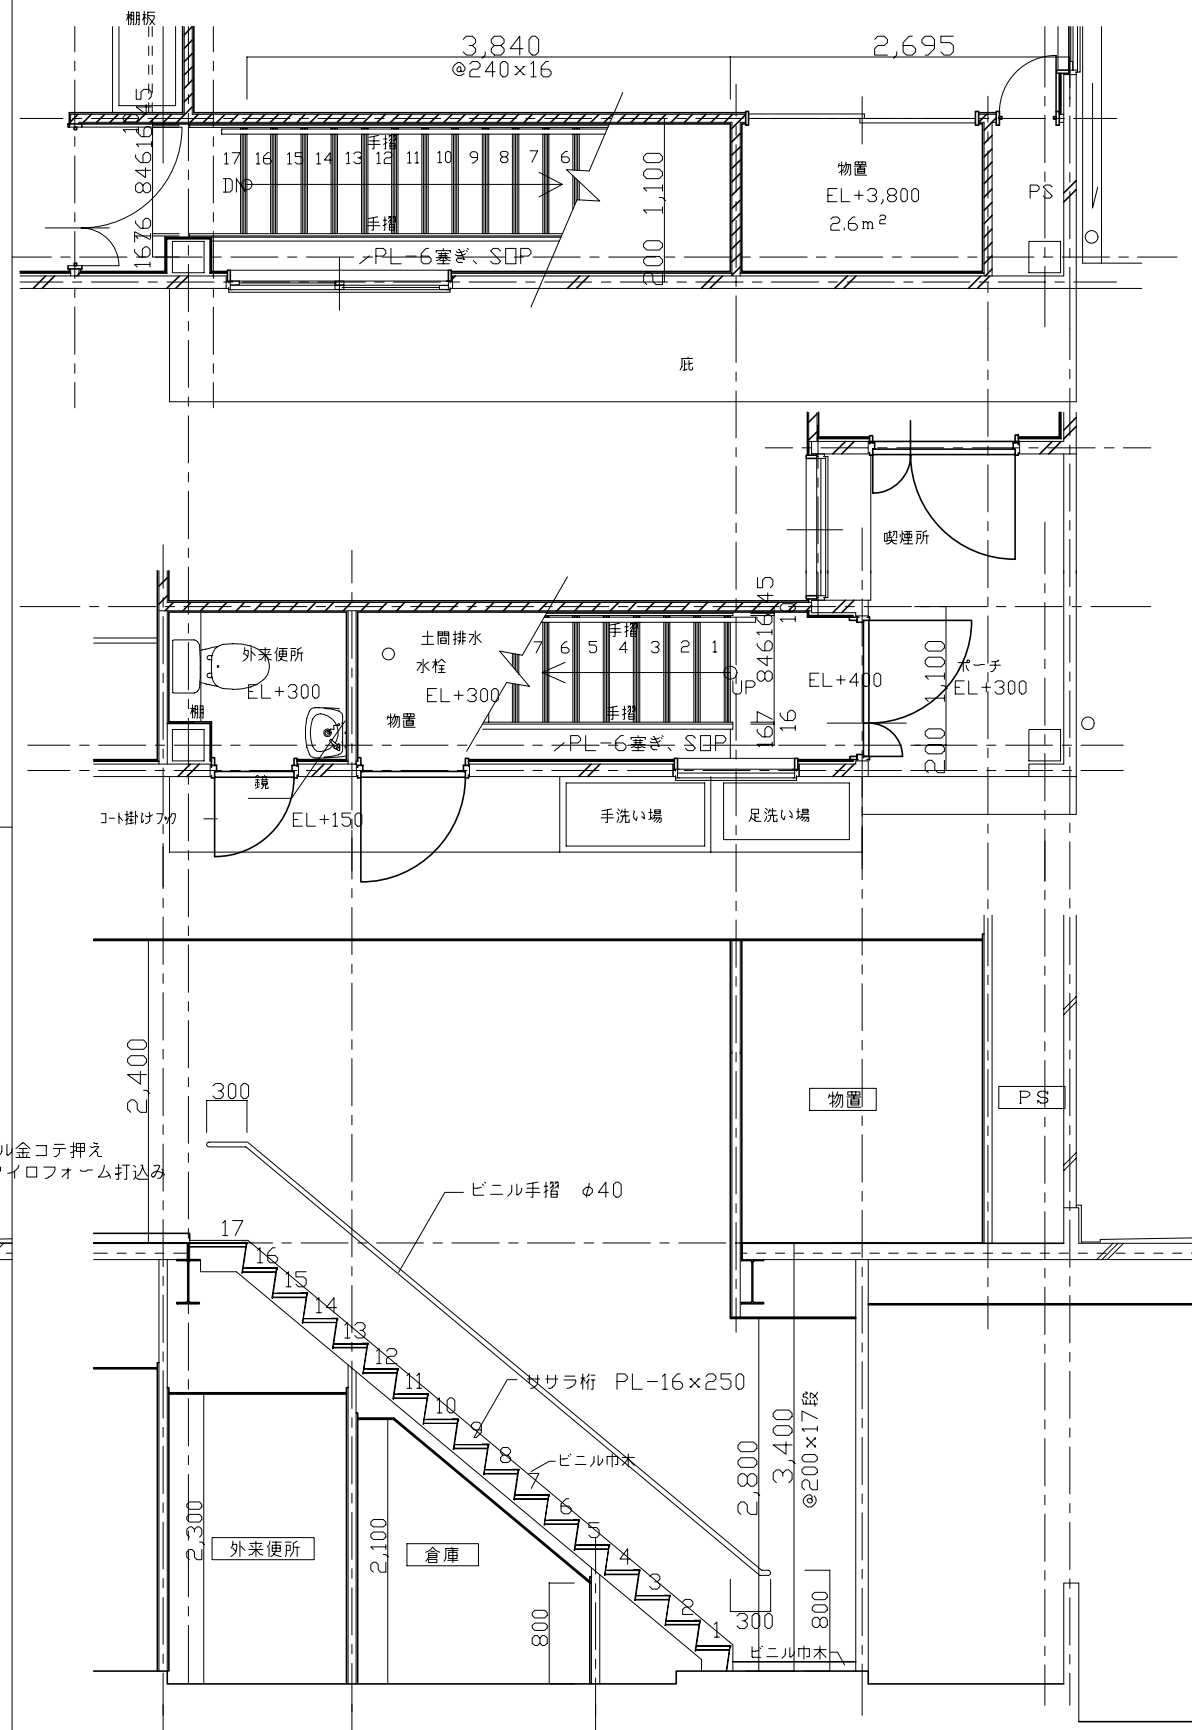 棚板
3,840
@240×16
2,695
手摺
17 16 15 14 13 12 11 10 9 8 7 6
DN
手摺
PL-6塞ぎ、SOP
200 1,100
物置
EL+3,800
2.6m²
PS
庇
喫煙所
外来便所
EL+300
棚
土間排水
水栓
EL+300
物置
手摺
7 6 5 4 3 2 1
UP
手摺
PL-6塞ぎ、SOP
EL+400
ポーチ
EL+300
200 1,100
鏡
コート掛けフック
EL+150
手洗い場
足洗い場
2,400
300
物置
PS
ル金コテ押え
イロフォーム打込み
ビニル手摺 φ40
17
16
15
14
13
12
11
10
9
8
7
6
5
4
3
2
1
ササラ桁 PL-16×250
ビニル巾木
2,800
3,400
@200×17段
2,300
外来便所
2,100
倉庫
800
300
800
ビニル巾木